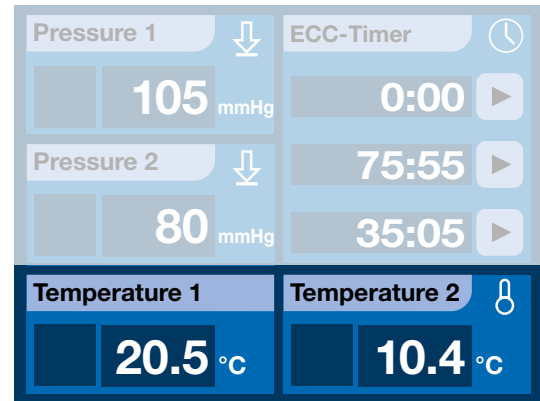 Pressure 1
105 mmHg
Pressure 2
80 mmHg
ECC-Timer
0:00
75:55
35:05
Temperature 1
20.5 °C
Temperature 2
10.4 °C